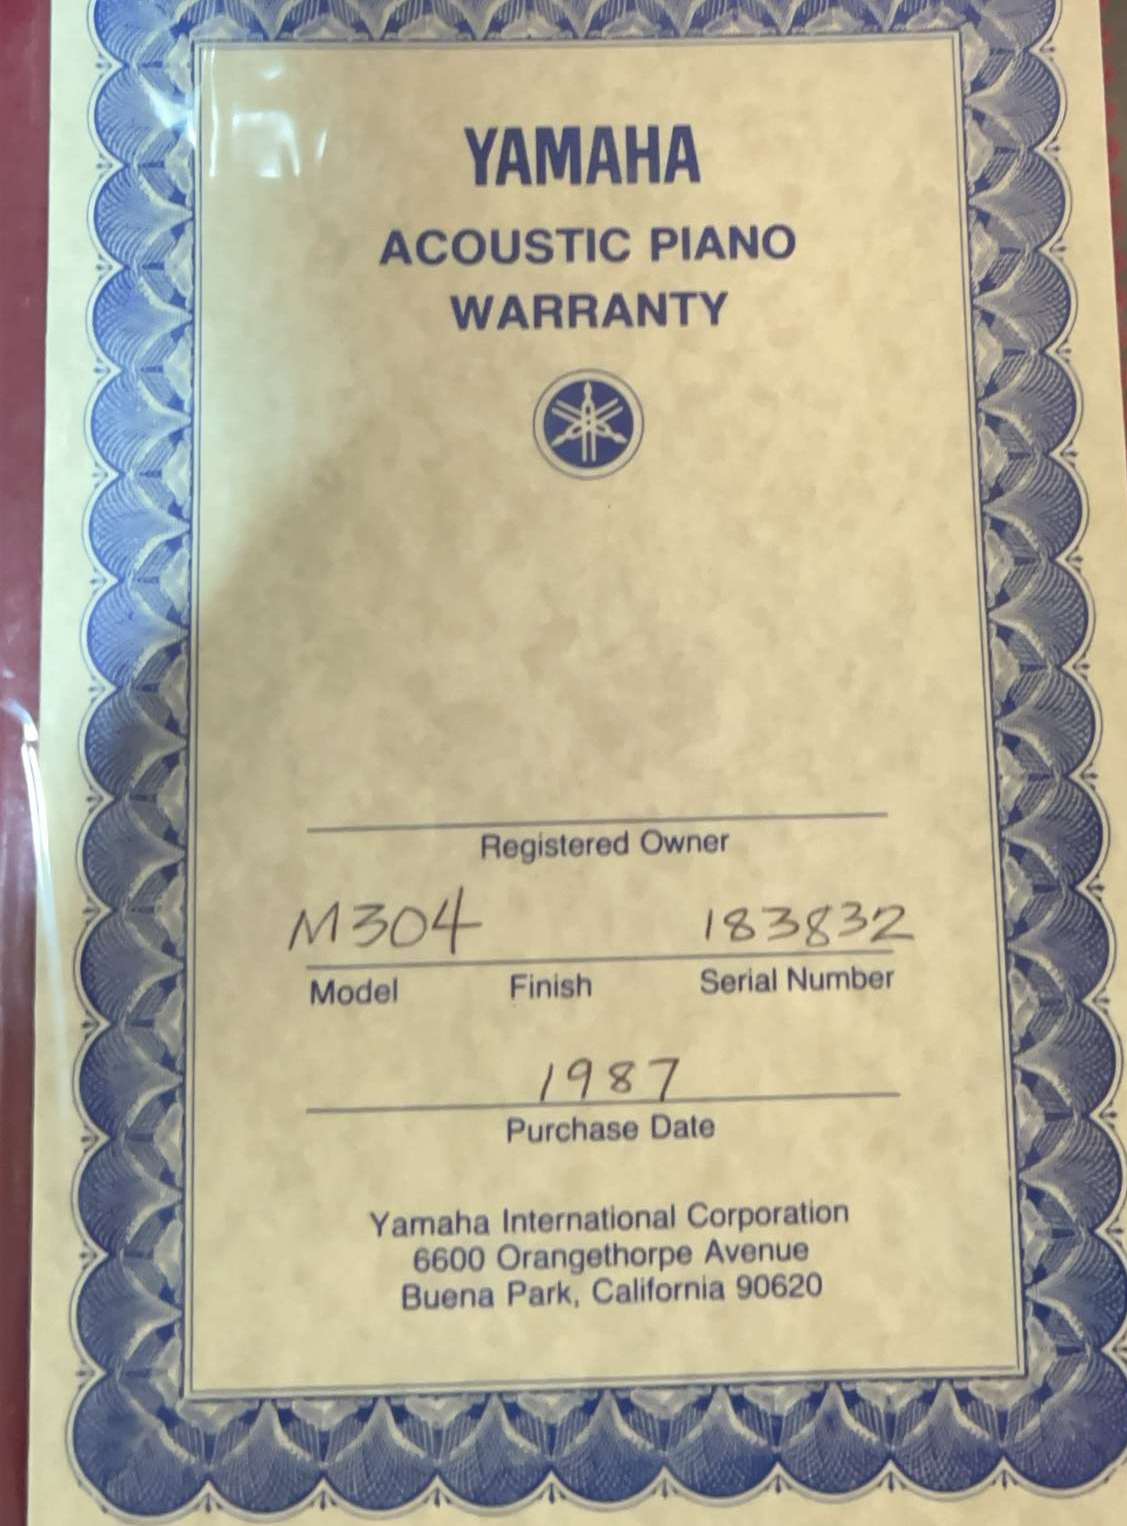 YAMAHA
ACOUSTIC PIANO
WARRANTY
Registered Owner
M304 183832
Model Finish Serial Number
1987
Purchase Date
Yamaha International Corporation
6600 Orangethorpe Avenue
Buena Park, California 90620